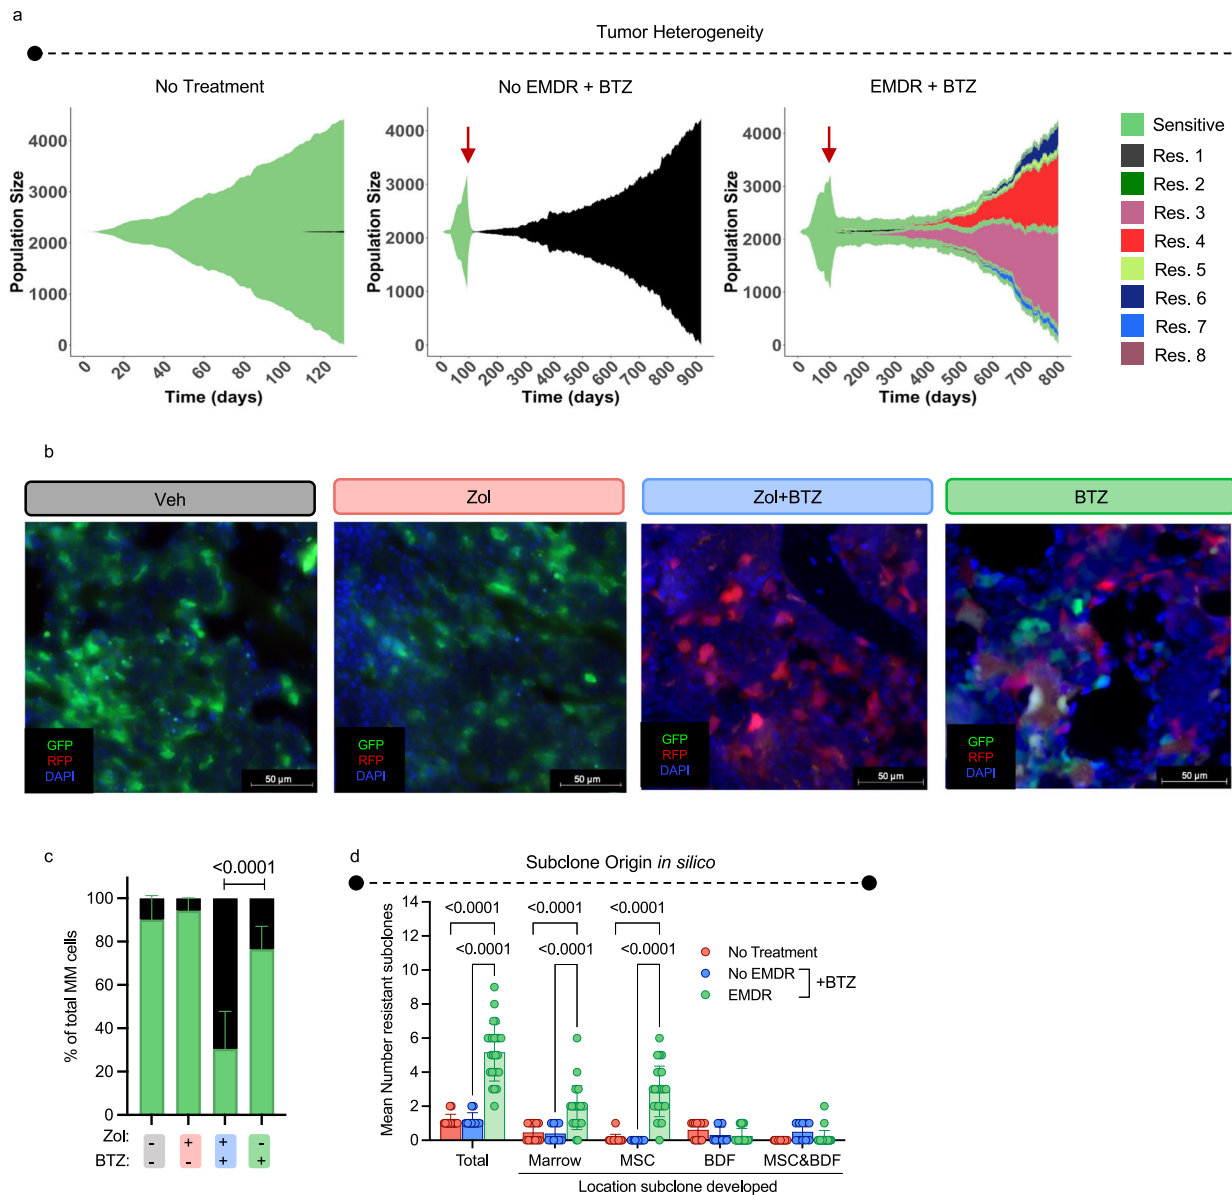 a
Tumor Heterogeneity
No Treatment
No EMDR + BTZ
EMDR + BTZ
Population Size
4000
3000
2000
1000
0
0 20 40 60 80 100 120
Time (days)
Population Size
4000
3000
2000
1000
0
0 100 200 300 400 500 600 700 800 900
Time (days)
Population Size
4000
3000
2000
1000
0
0 100 200 300 400 500 600 700 800
Time (days)
Sensitive
Res. 1
Res. 2
Res. 3
Res. 4
Res. 5
Res. 6
Res. 7
Res. 8
b
Veh
Zol
Zol+BTZ
BTZ
GFP
RFP
DAPI
50 µm
GFP
RFP
DAPI
50 µm
GFP
RFP
DAPI
50 µm
GFP
RFP
DAPI
50 µm
c
<0.0001
% of total MM cells
100
80
60
40
20
0
Zol: - + + -
BTZ: - - + +
d
Subclone Origin in silico
Mean Number resistant subclones
14
12
10
8
6
4
2
0
<0.0001 <0.0001 <0.0001
<0.0001 <0.0001 <0.0001
No Treatment
No EMDR
EMDR
+BTZ
Total Marrow MSC BDF MSC&BDF
Location subclone developed